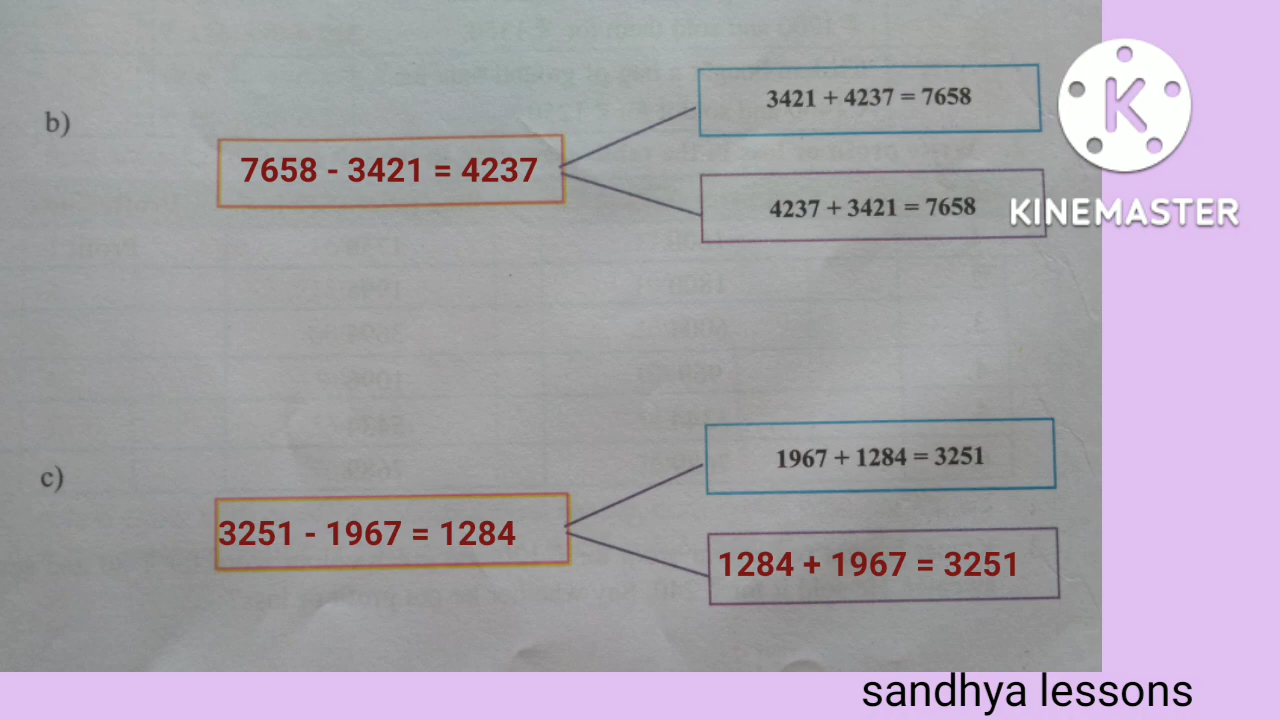 b)
3421 + 4237 = 7658
7658 - 3421 = 4237
4237 + 3421 = 7658
K
KINEMASTER
c)
1967 + 1284 = 3251
3251 - 1967 = 1284
1284 + 1967 = 3251
sandhya lessons